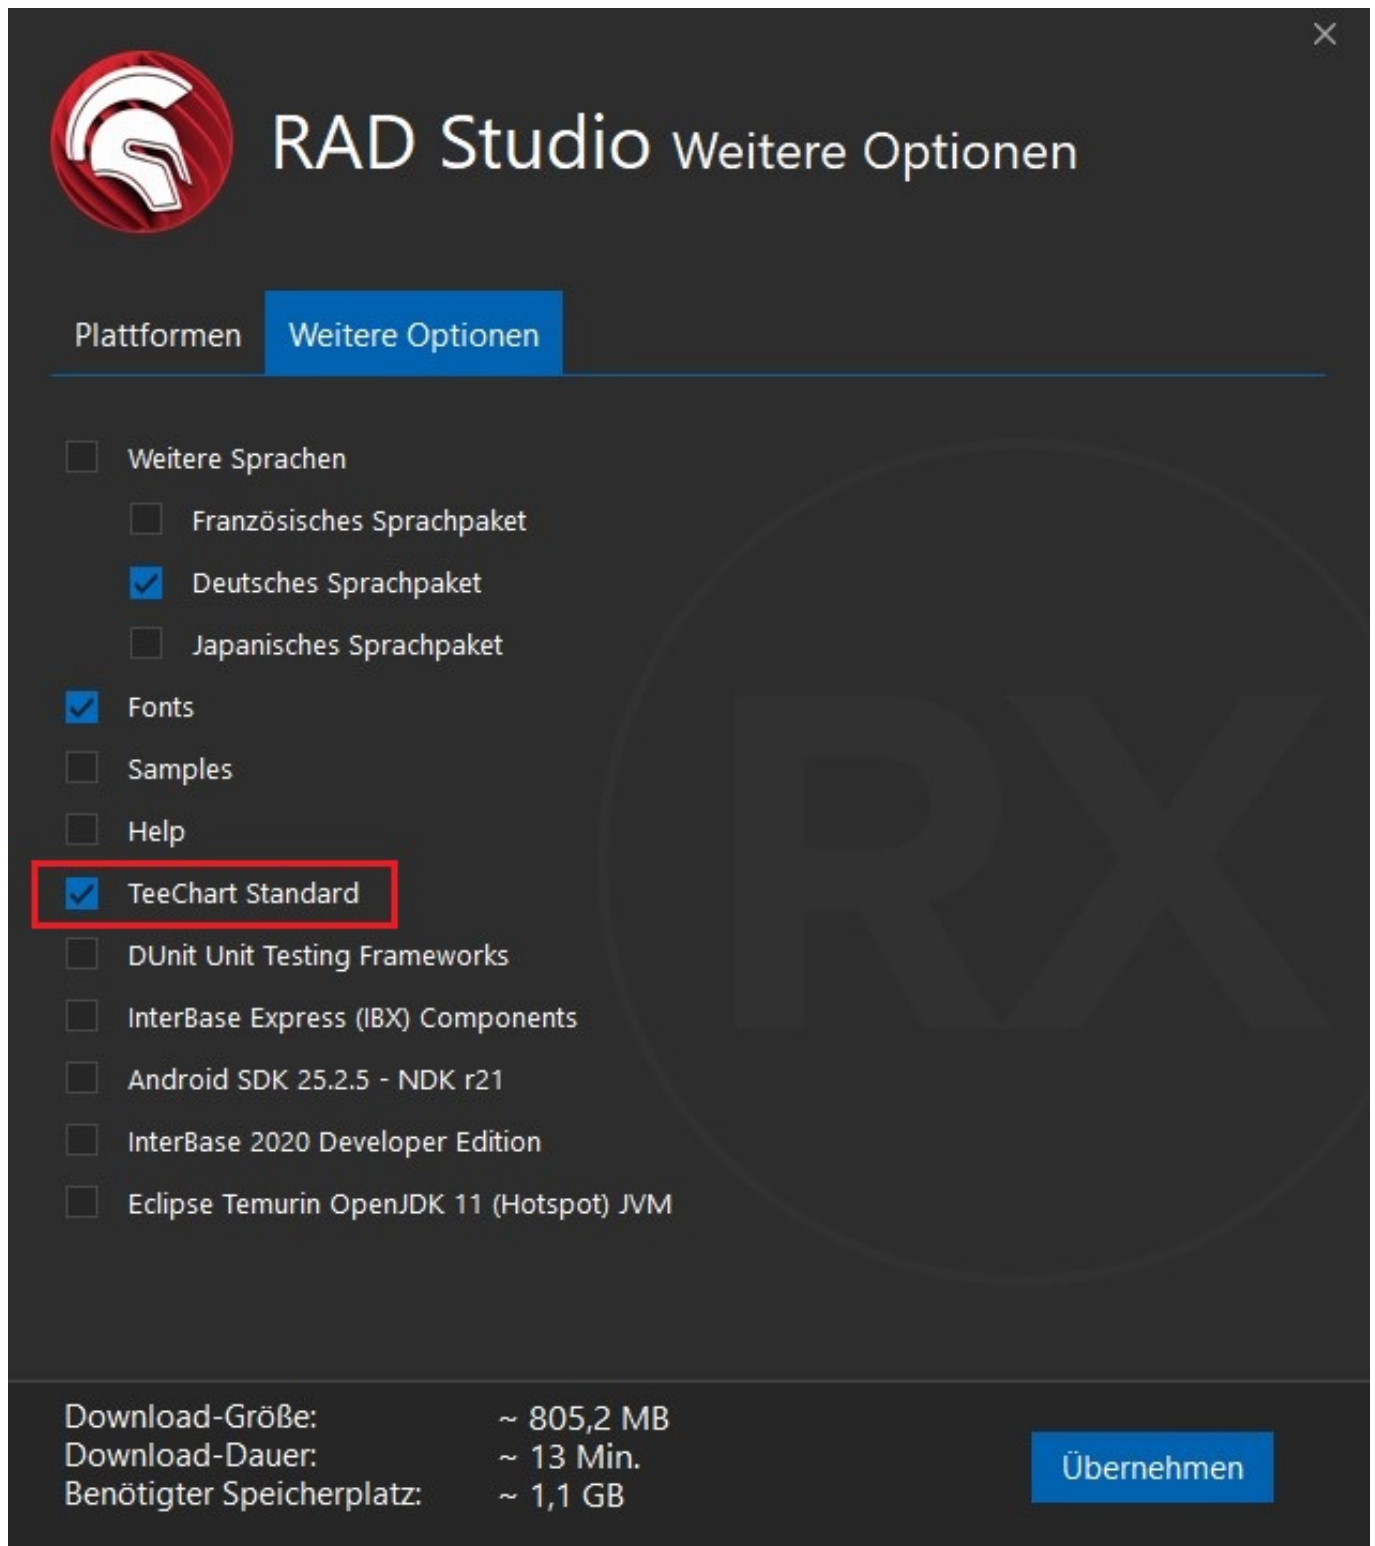 RAD Studio Weitere Optionen
Plattformen Weitere Optionen
Weitere Sprachen
Französisches Sprachpaket
Deutsches Sprachpaket
Japanisches Sprachpaket
Fonts
Samples
Help
TeeChart Standard
DUnit Unit Testing Frameworks
InterBase Express (IBX) Components
Android SDK 25.2.5 - NDK r21
InterBase 2020 Developer Edition
Eclipse Temurin OpenJDK 11 (Hotspot) JVM
RX
Download-Größe: ~ 805,2 MB
Download-Dauer: ~ 13 Min.
Benötigter Speicherplatz: ~ 1,1 GB
Übernehmen